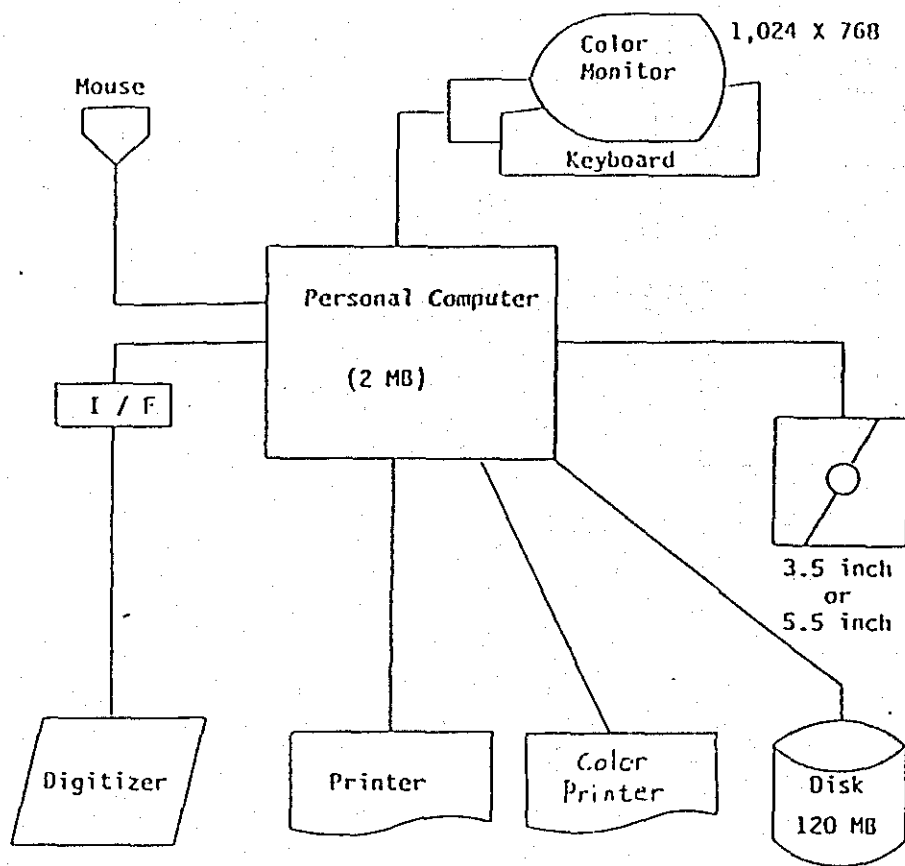 Color
Monitor
1,024 X 768
Mouse
Keyboard
Personal Computer
(2 MB)
I / F
3.5 inch
or
5.5 inch
Digitizer
Printer
Color
Printer
Disk
120 MB